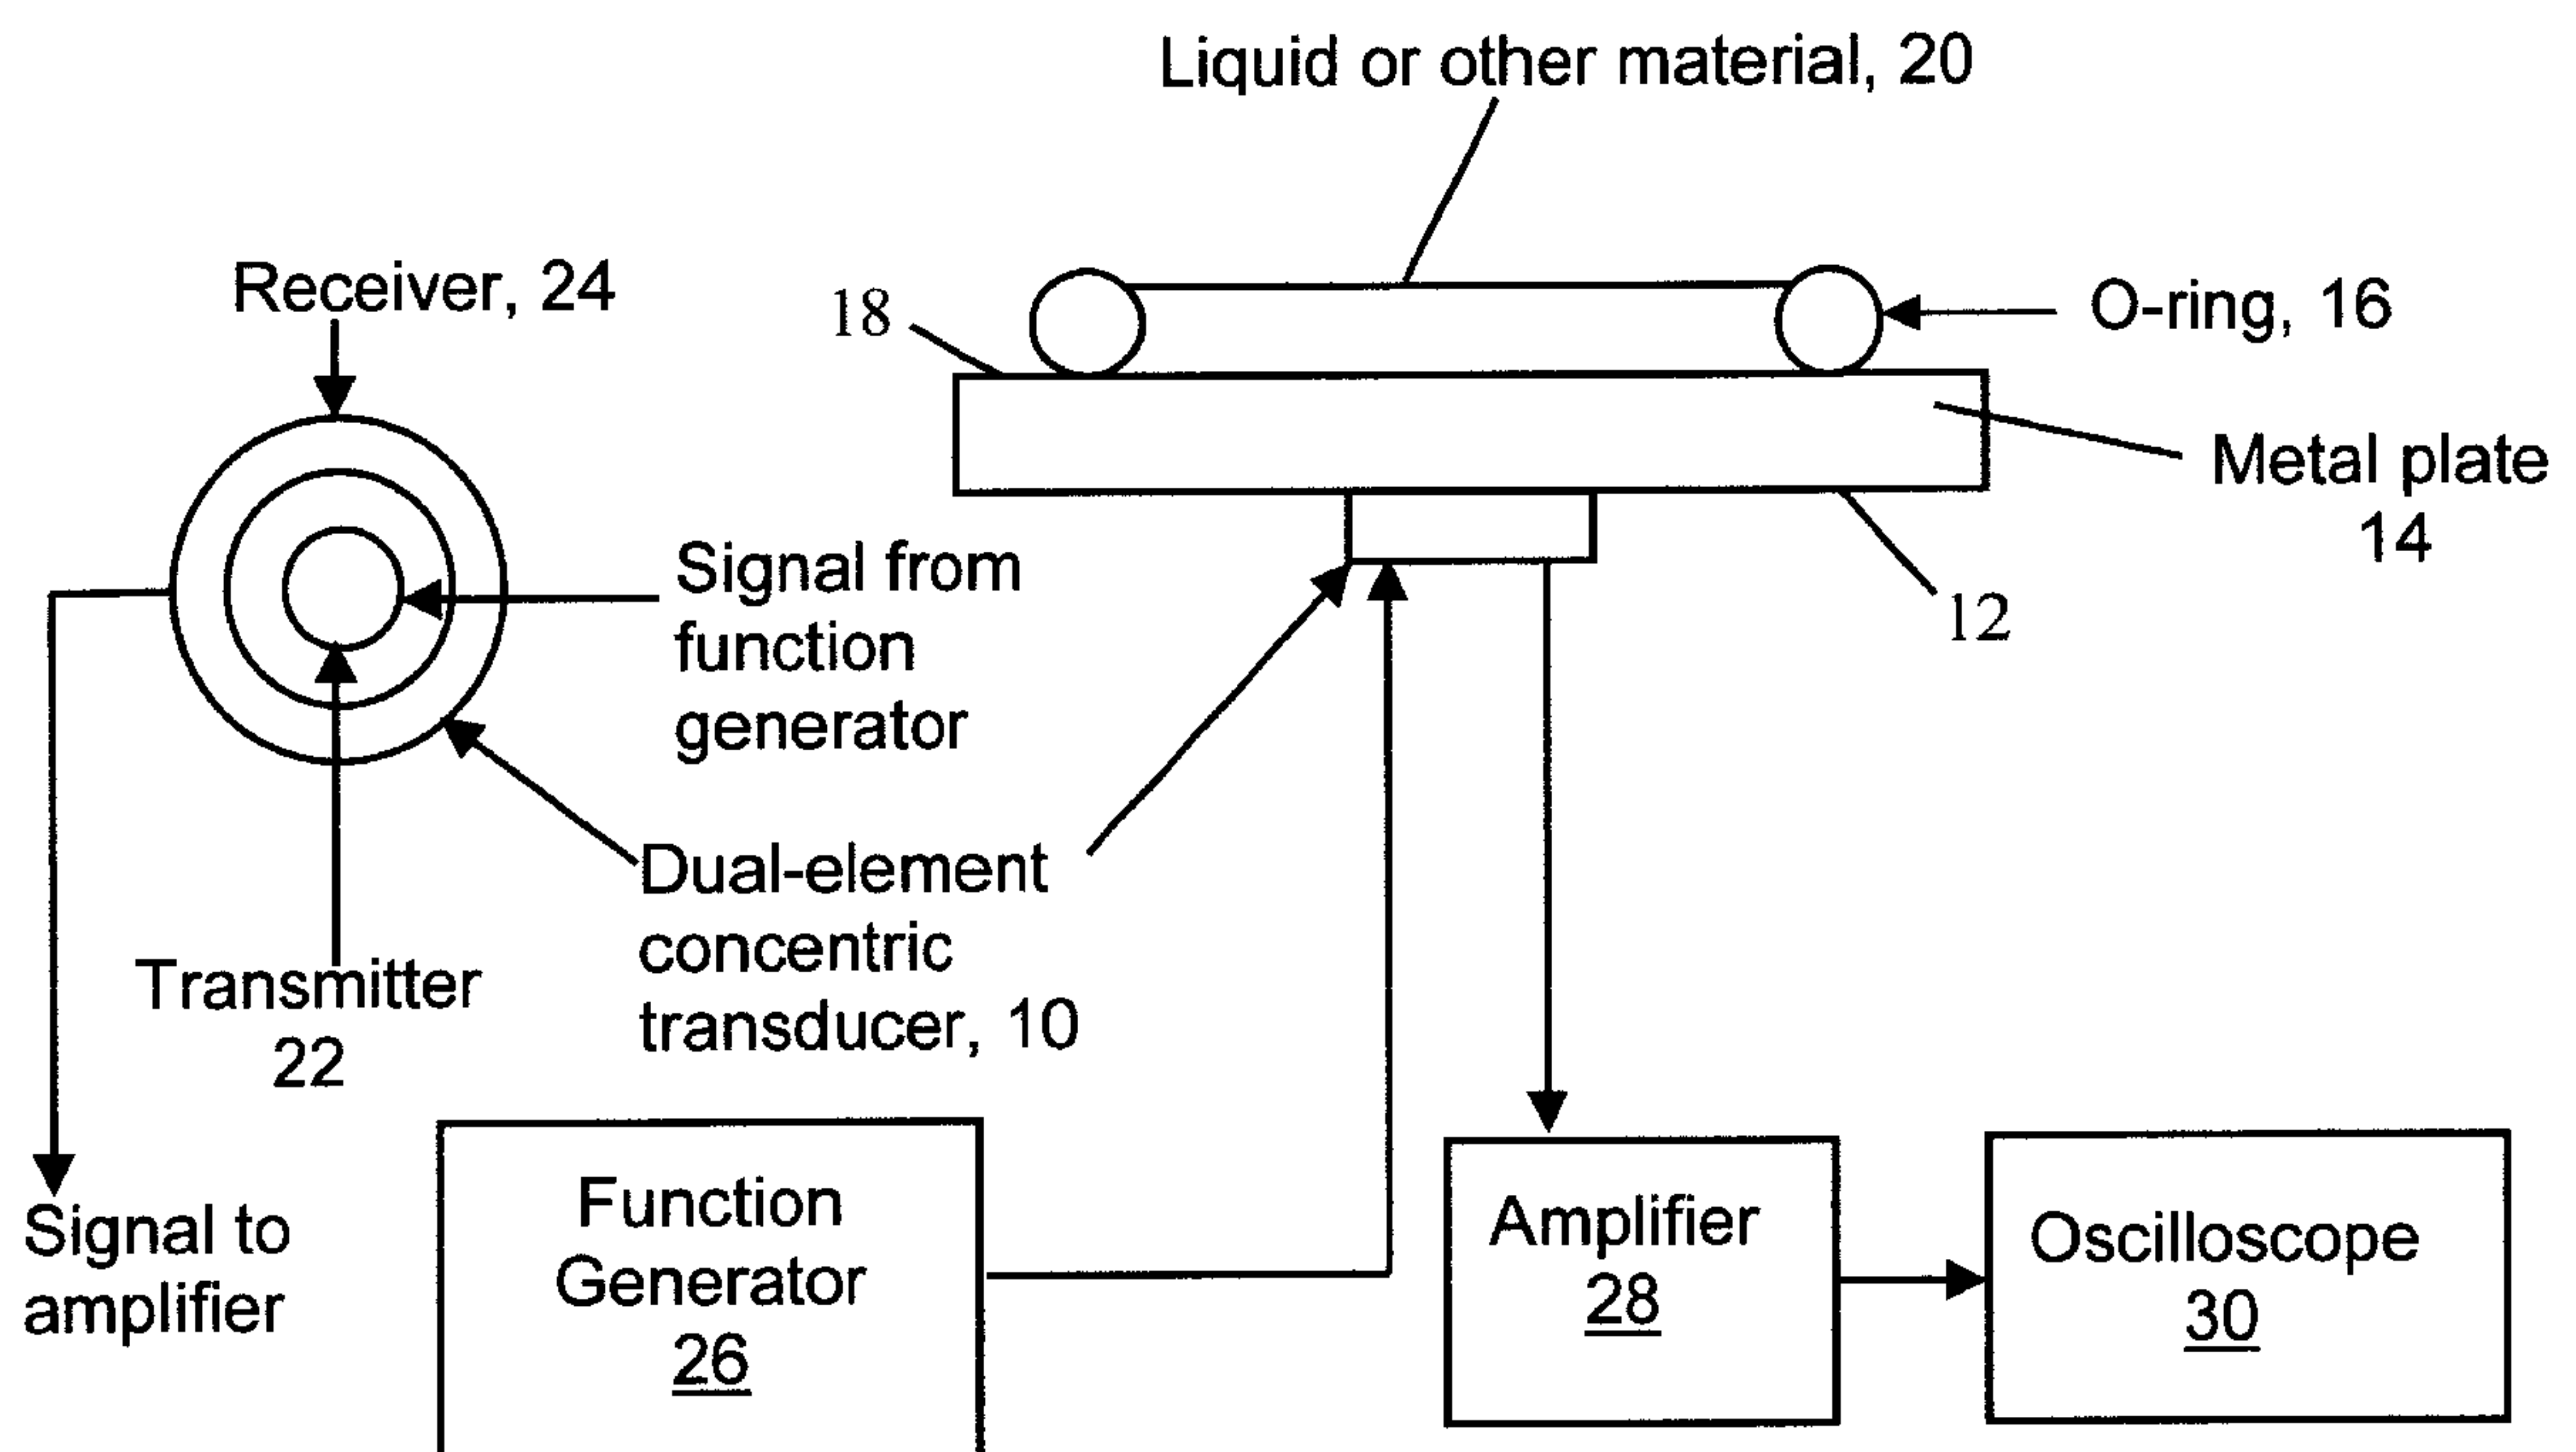 Liquid or other material, 20
Receiver, 24
18
O-ring, 16
Metal plate
14
Signal from
function
generator
12
Dual-element
concentric
transducer, 10
Transmitter
22
Signal to
amplifier
Function
Generator
26
Amplifier
28
Oscilloscope
30